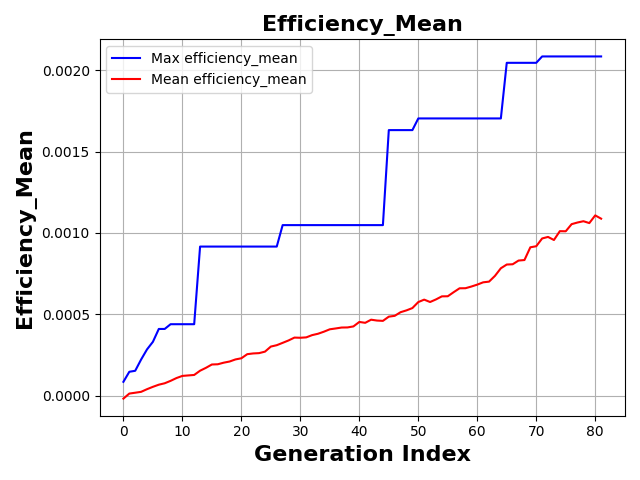 Efficiency_Mean
Max efficiency_mean
Mean efficiency_mean
Efficiency_Mean
0.0020
0.0015
0.0010
0.0005
0.0000
0 10 20 30 40 50 60 70 80
Generation Index